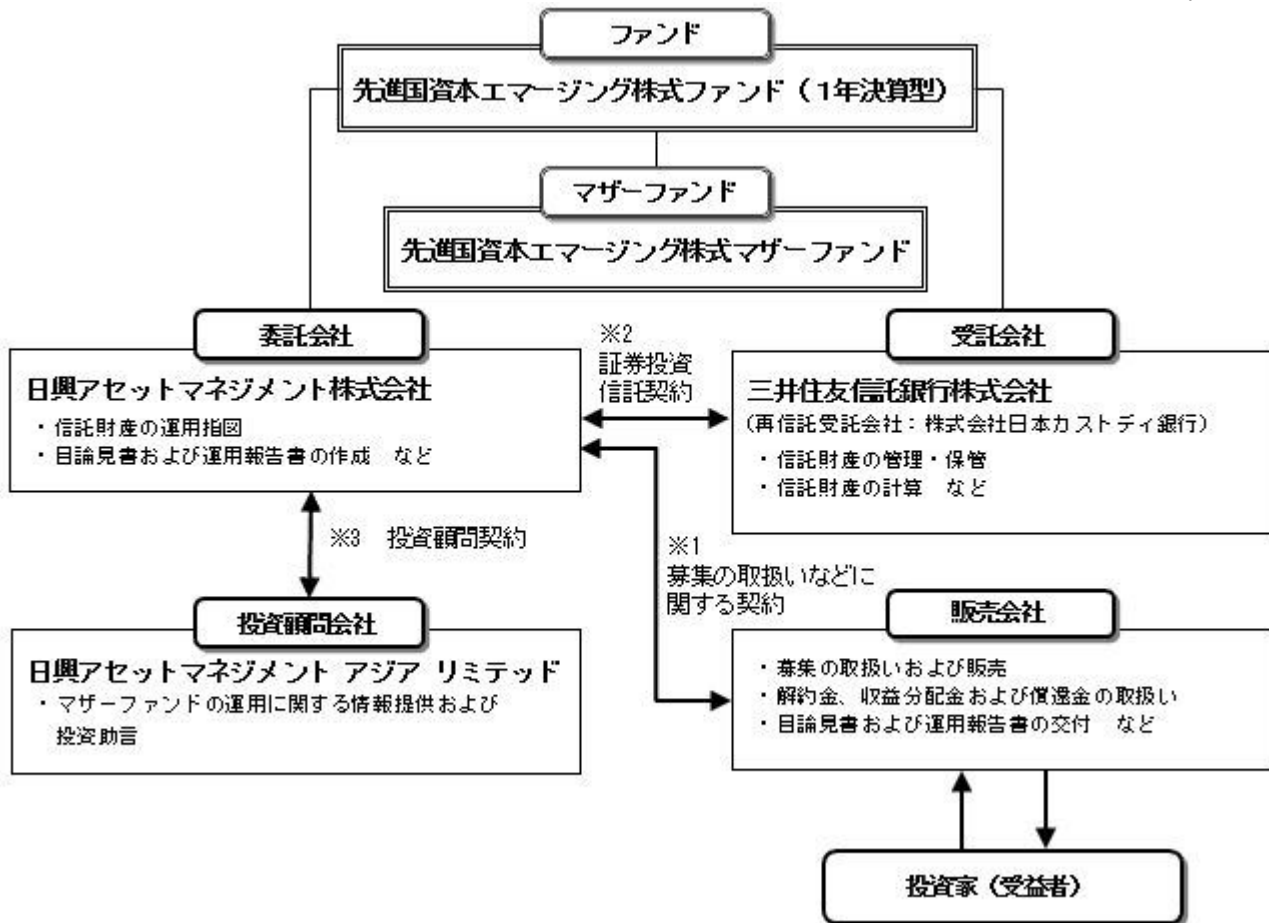 ファンド
先進国資本エマージング株式ファンド(1年決算型)
マザーファンド
先進国資本エマージング株式マザーファンド
委託会社
日興アセットマネジメント株式会社
・信託財産の運用指図
・目論見書および運用報告書の作成 など
※2
証券投資
信託契約
受託会社
三井住友信託銀行株式会社
(再信託受託会社:株式会社日本カストディ銀行)
・信託財産の管理・保管
・信託財産の計算 など
※3 投資顧問契約
※1
募集の取扱いなどに
関する契約
投資顧問会社
日興アセットマネジメント アジア リミテッド
・マザーファンドの運用に関する情報提供および
投資助言
販売会社
・募集の取扱いおよび販売
・解約金、収益分配金および償還金の取扱い
・目論見書および運用報告書の交付 など
投資家(受益者)